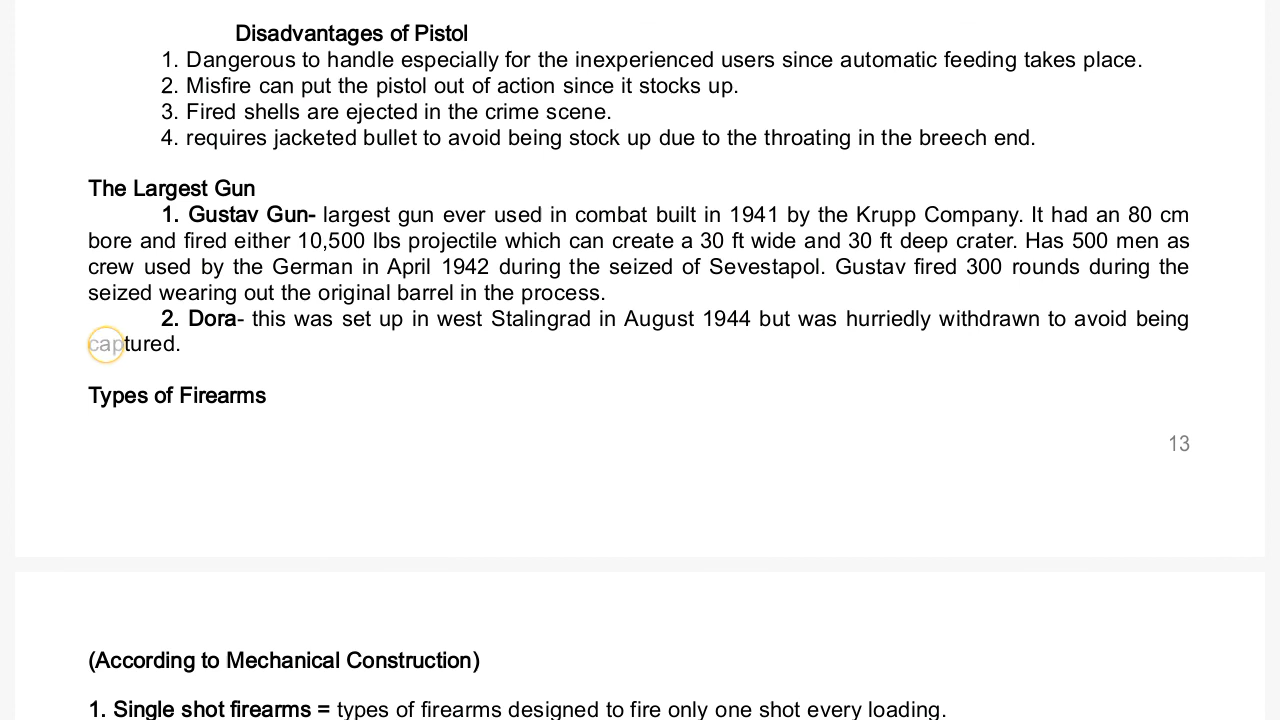 Disadvantages of Pistol
1. Dangerous to handle especially for the inexperienced users since automatic feeding takes place.
2. Misfire can put the pistol out of action since it stocks up.
3. Fired shells are ejected in the crime scene.
4. requires jacketed bullet to avoid being stock up due to the throating in the breech end.
The Largest Gun
1. Gustav Gun- largest gun ever used in combat built in 1941 by the Krupp Company. It had an 80 cm
bore and fired either 10,500 lbs projectile which can create a 30 ft wide and 30 ft deep crater. Has 500 men as
crew used by the German in April 1942 during the seized of Sevestapol. Gustav fired 300 rounds during the
seized wearing out the original barrel in the process.
2. Dora- this was set up in west Stalingrad in August 1944 but was hurriedly withdrawn to avoid being
captured.
Types of Firearms
13
(According to Mechanical Construction)
1. Single shot firearms = types of firearms designed to fire only one shot every loading.